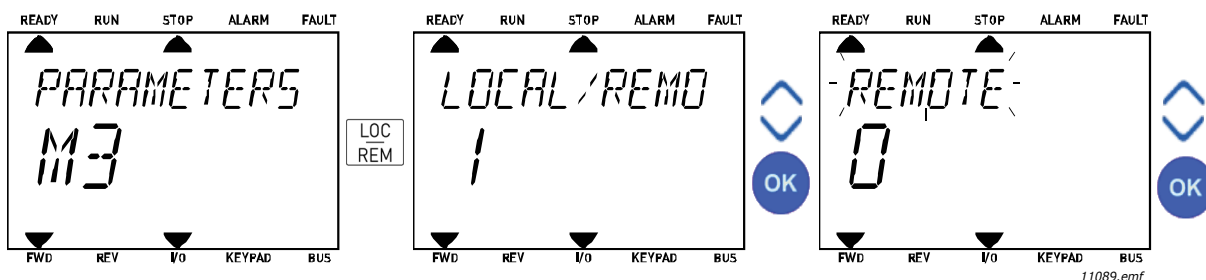 READY RUN STOP ALARM FAULT
PARAMETERS
M3
FWD REV I/O KEYPAD BUS
LOC
REM
READY RUN STOP ALARM FAULT
LOCAL/REMO
1
FWD REV I/O KEYPAD BUS
OK
READY RUN STOP ALARM FAULT
REMOTE
0
FWD REV I/O KEYPAD BUS
OK
11089.emf